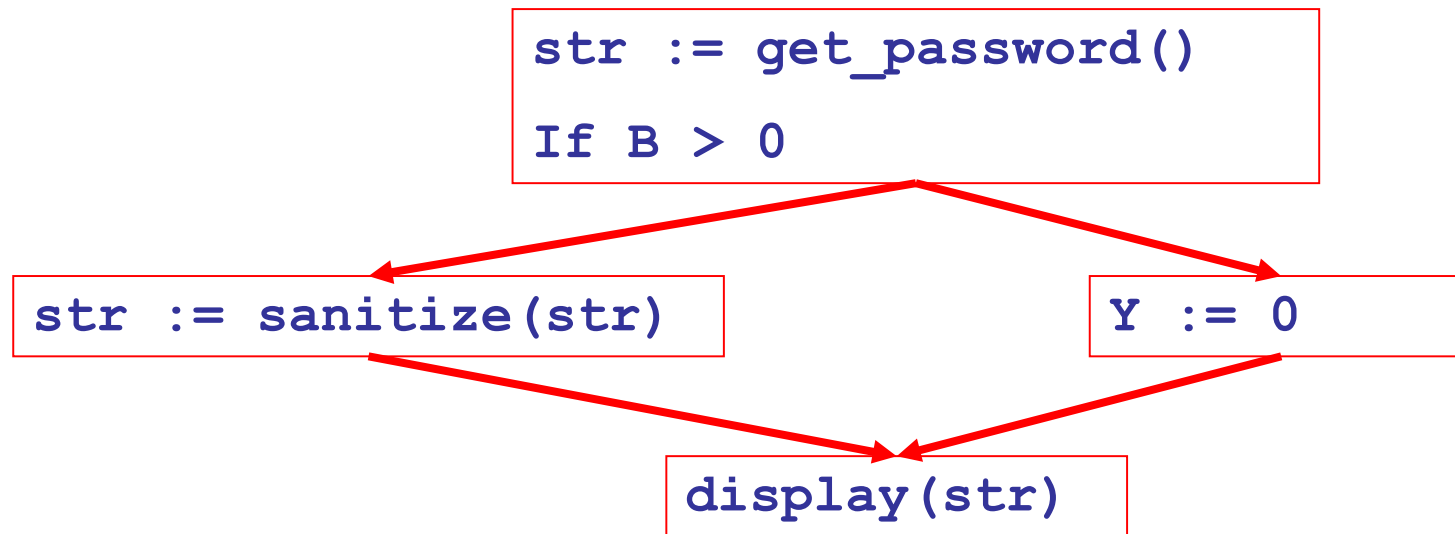 str := get_password()
If B > 0
str := sanitize(str)
Y := 0
display(str)